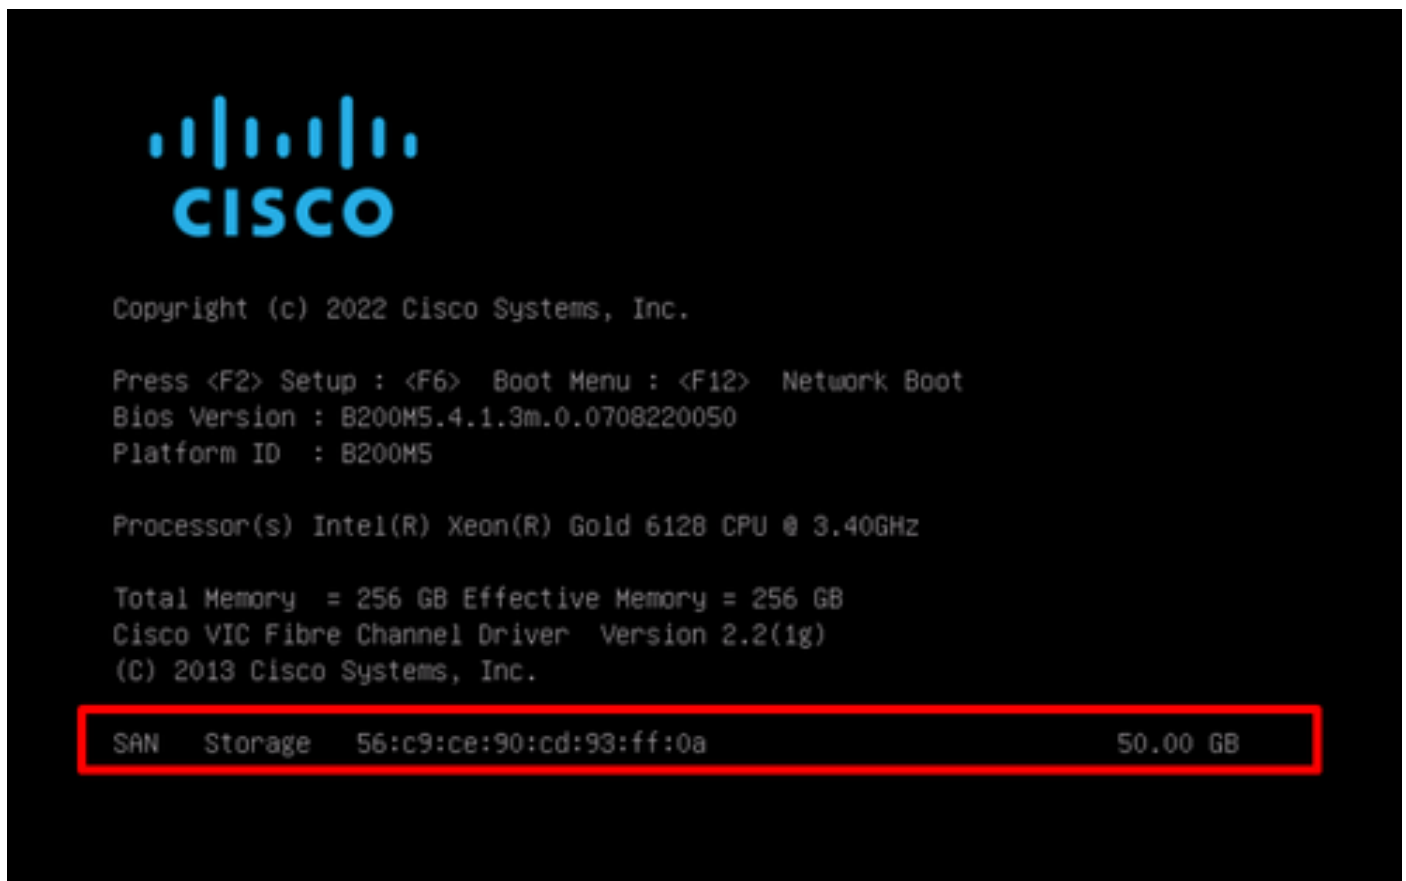 CISCO
Copyright (c) 2022 Cisco Systems, Inc.
Press <F2> Setup : <F6>  Boot Menu : <F12>  Network Boot
Bios Version : B200M5.4.1.3m.0.0708220050
Platform ID  : B200M5
Processor(s) Intel(R) Xeon(R) Gold 6128 CPU @ 3.40GHz
Total Memory  = 256 GB Effective Memory = 256 GB
Cisco VIC Fibre Channel Driver  Version 2.2(1g)
(C) 2013 Cisco Systems, Inc.
SAN   Storage   56:c9:ce:90:cd:93:ff:0a   50.00 GB